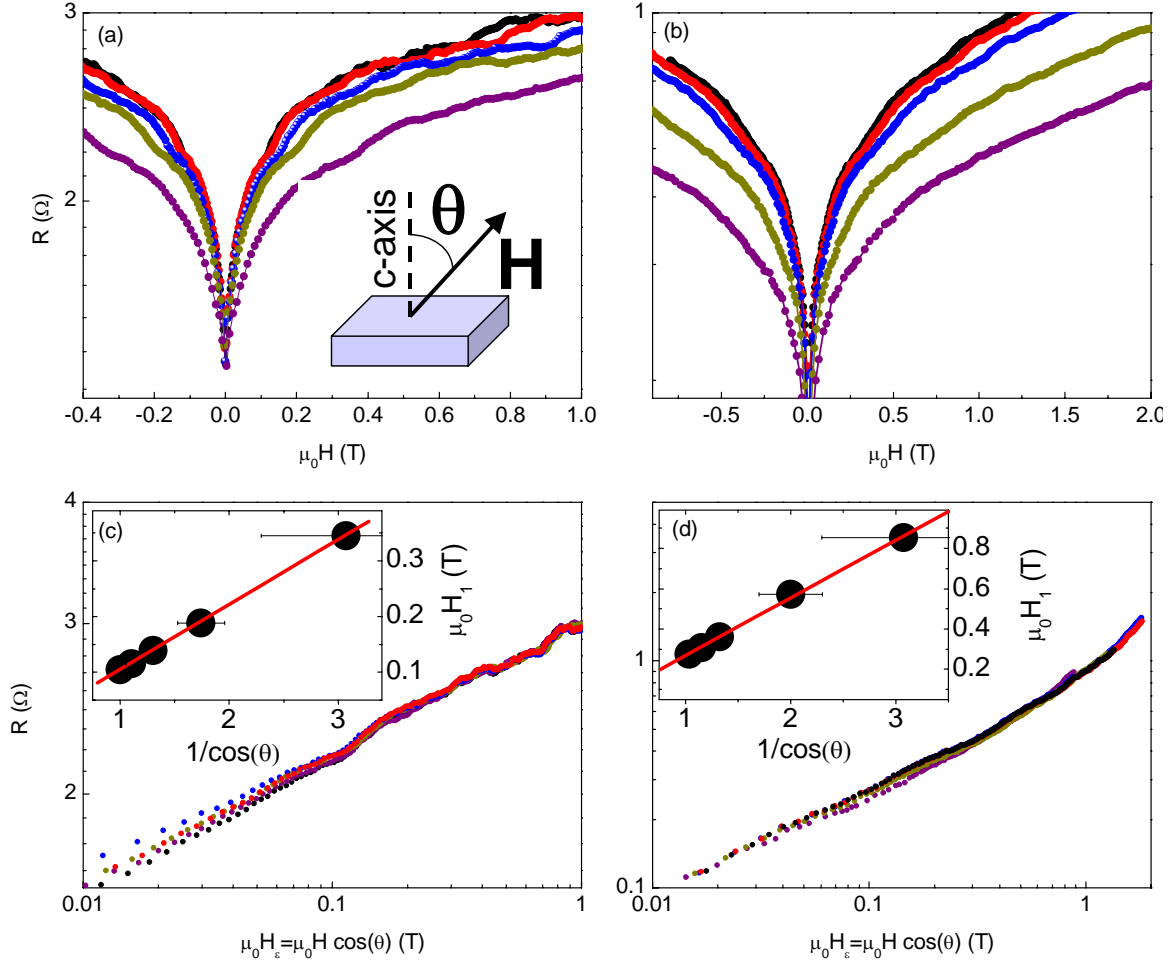 (a)
R (Ω)
3
2
c-axis
θ
H
-0.4 -0.2 0.0 0.2 0.4 0.6 0.8 1.0
μ₀H (T)
(b)
1
-0.5 0.0 0.5 1.0 1.5 2.0
μ₀H (T)
(c)
R (Ω)
4
3
2
0.3
0.2
0.1
μ₀H₁ (T)
1 2 3
1/cos(θ)
0.01 0.1 1
μ₀Hε=μ₀H cos(θ) (T)
(d)
1
0.1
0.8
0.6
0.4
0.2
μ₀H₁ (T)
1 2 3
1/cos(θ)
0.01 0.1 1
μ₀Hε=μ₀H cos(θ) (T)